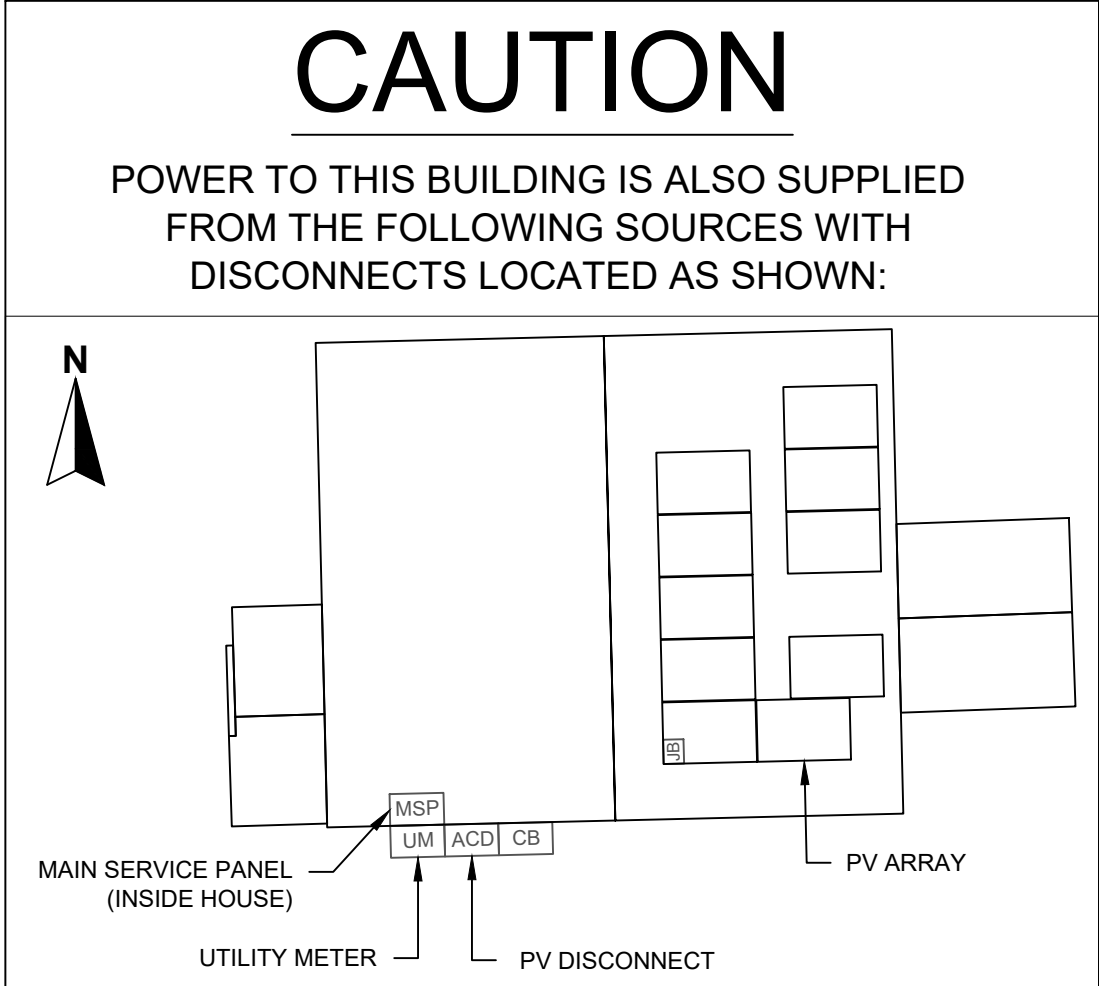 CAUTION
POWER TO THIS BUILDING IS ALSO SUPPLIED
FROM THE FOLLOWING SOURCES WITH
DISCONNECTS LOCATED AS SHOWN:
N
JB
MSP
UM ACD CB
MAIN SERVICE PANEL
(INSIDE HOUSE)
PV ARRAY
UTILITY METER
PV DISCONNECT